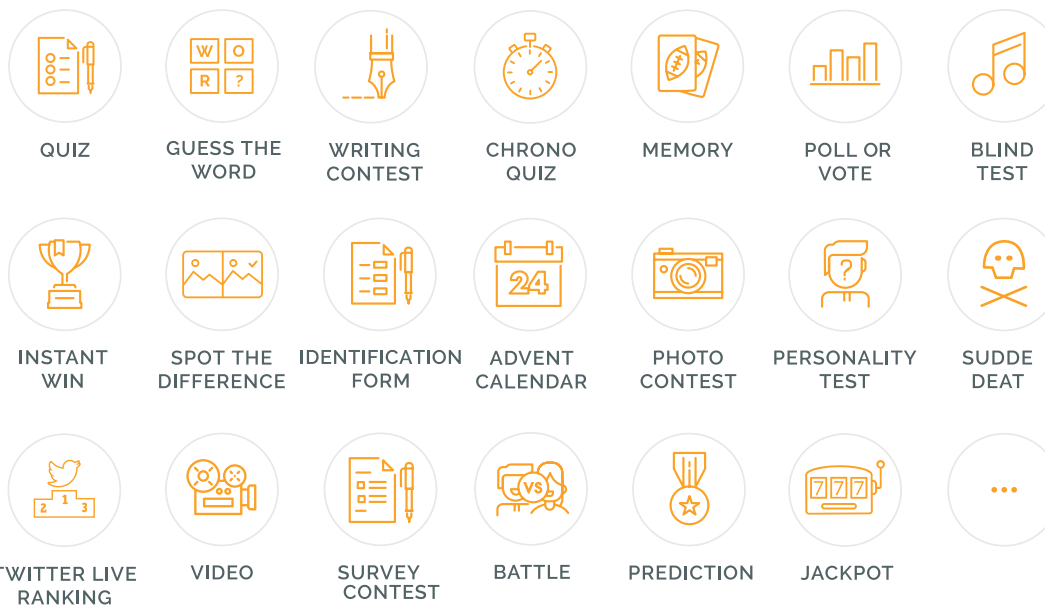 W O
R ?
QUIZ
GUESS THE
WORD
WRITING
CONTEST
CHRONO
QUIZ
MEMORY
POLL OR
VOTE
BLIND
TEST
24
?
INSTANT
WIN
SPOT THE
DIFFERENCE
IDENTIFICATION
FORM
ADVENT
CALENDAR
PHOTO
CONTEST
PERSONALITY
TEST
SUDDE
DEAT
2 1 3
VS
777
...
TWITTER LIVE
RANKING
VIDEO
SURVEY
CONTEST
BATTLE
PREDICTION
JACKPOT